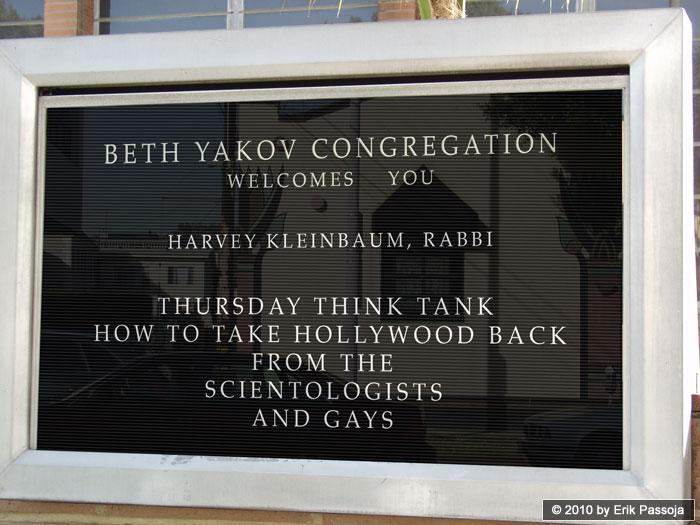 BETH YAKOV CONGREGATION
WELCOMES YOU
HARVEY KLEINBAUM, RABBI
THURSDAY THINK TANK
HOW TO TAKE HOLLYWOOD BACK
FROM THE
SCIENTOLOGISTS
AND GAYS
© 2010 by Erik Passoja